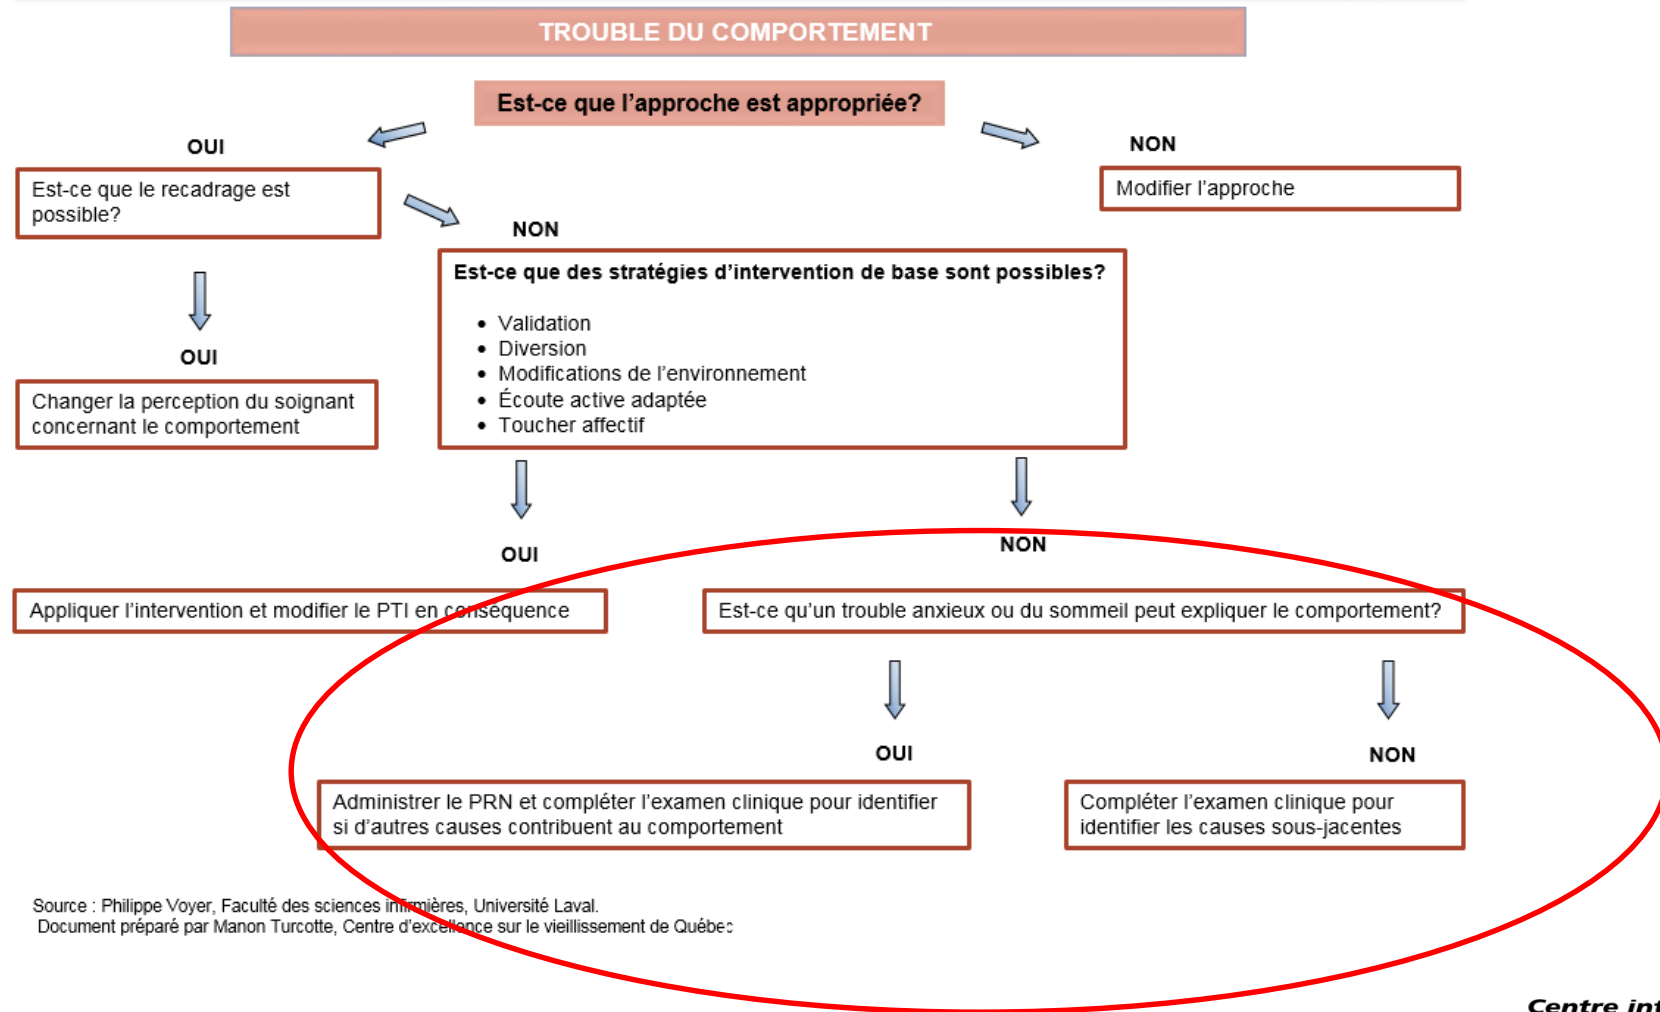 TROUBLE DU COMPORTEMENT
Est-ce que l'approche est appropriée?
OUI
NON
Est-ce que le recadrage est
possible?
Modifier l'approche
NON
Est-ce que des stratégies d'intervention de base sont possibles?
• Validation
• Diversion
• Modifications de l'environnement
• Écoute active adaptée
• Toucher affectif
OUI
Changer la perception du soignant
concernant le comportement
OUI
NON
Appliquer l'intervention et modifier le PTI en conséquence
Est-ce qu'un trouble anxieux ou du sommeil peut expliquer le comportement?
OUI
NON
Administrer le PRN et compléter l'examen clinique pour identifier
si d'autres causes contribuent au comportement
Compléter l'examen clinique pour
identifier les causes sous-jacentes
Source : Philippe Voyer, Faculté des sciences infirmières, Université Laval.
Document préparé par Manon Turcotte, Centre d'excellence sur le vieillissement de Québec
Centre